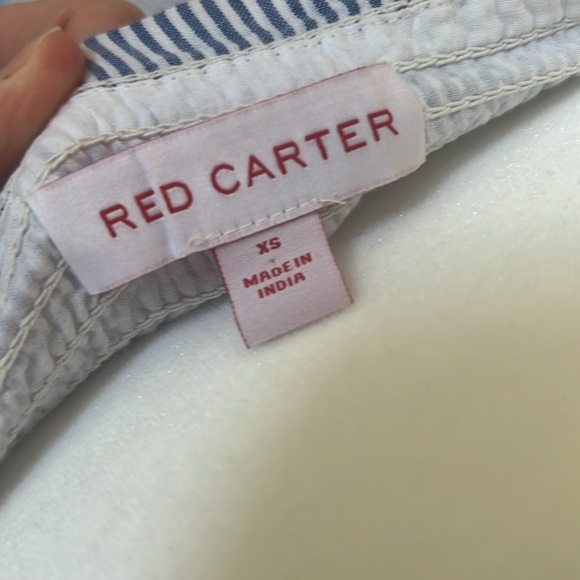 RED CARTER
XS
MADE IN
INDIA